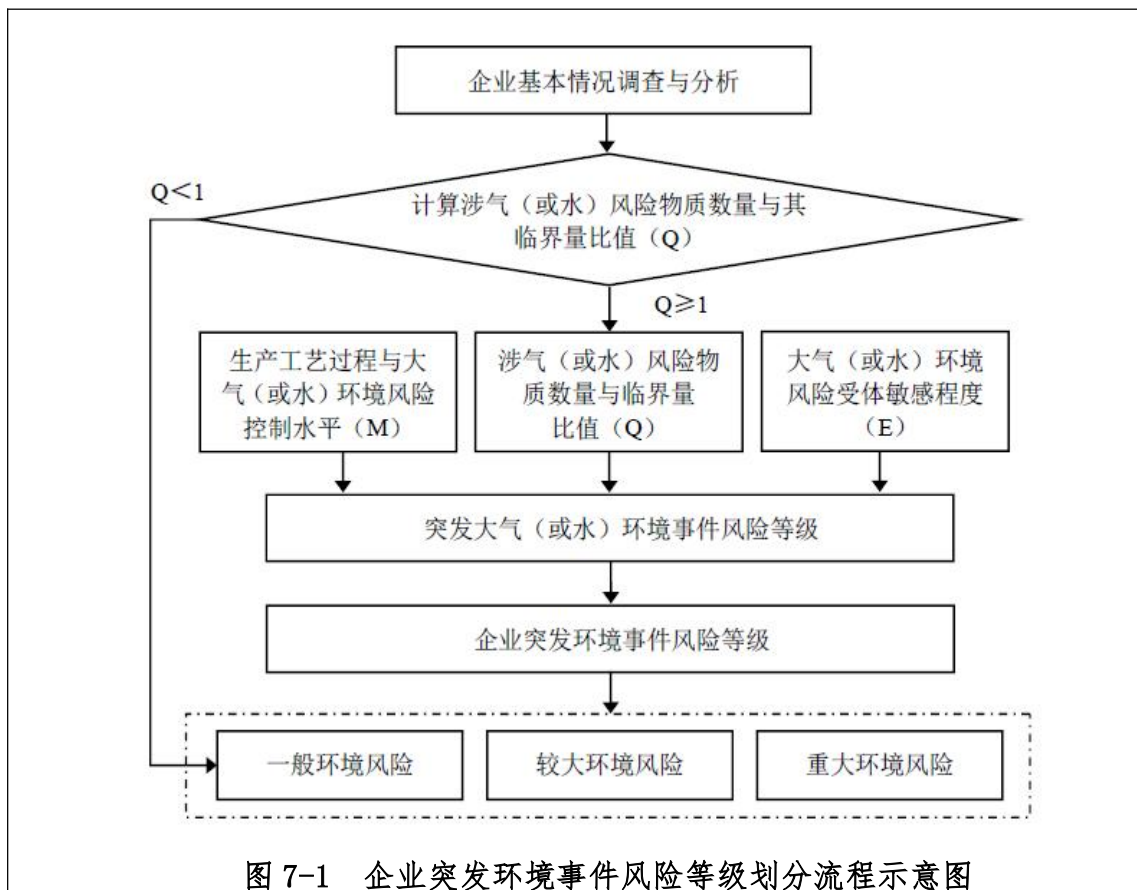 企业基本情况调查与分析
Q＜1
计算涉气（或水）风险物质数量与其
临界量比值（Q）
Q≥1
生产工艺过程与大
气（或水）环境风险
控制水平（M）
涉气（或水）风险物
质数量与临界量
比值（Q）
大气（或水）环境
风险受体敏感程度
（E）
突发大气（或水）环境事件风险等级
企业突发环境事件风险等级
一般环境风险
较大环境风险
重大环境风险
图 7-1 企业突发环境事件风险等级划分流程示意图